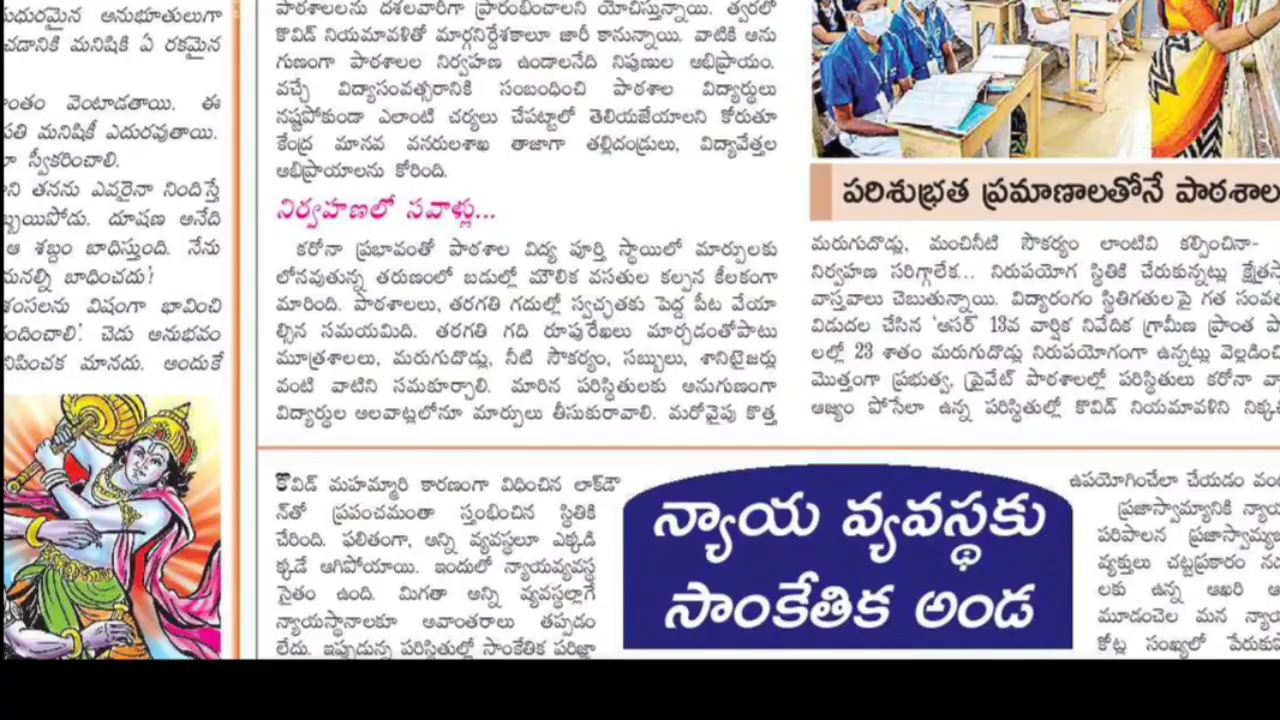 మధురమైన అనుభూతులుగా
చడానికి మనిషికి ఏ రకమైన
ంతం వెంటాడతాయి. ఈ
పతి మనిషికీ ఎదురవుతాయి.
స్వీకరించాలి.
ని తనను ఎవరైనా నిందిస్తే
బ్బయిపోడు. దూషణ అనేది
ఆ శబ్దం బాధిస్తుంది. నేను
మనల్ని బాధించదు!
శంసలను విషంగా భావించి
ందించాలి'. చెడు అనుభవం
నిపించక మానదు. అందుకే
పాఠశాలలను దశలవారీగా ప్రారంభించాలని యోచిస్తున్నాయి. త్వరలో
కొవిడ్ నియమావళితో మార్గనిర్దేశకాలూ జారీ కానున్నాయి. వాటికి అను
గుణంగా పాఠశాలల నిర్వహణ ఉండాలనేది నిపుణుల అభిప్రాయం.
వచ్చే విద్యాసంవత్సరానికి సంబంధించి పాఠశాల విద్యార్థులు
నష్టపోకుండా ఎలాంటి చర్యలు చేపట్టాలో తెలియజేయాలని కోరుతూ
కేంద్ర మానవ వనరులశాఖ తాజాగా తల్లిదండ్రులు, విద్యావేత్తల
అభిప్రాయాలను కోరింది.
నిర్వహణలో సవాళ్లు...
కరోనా ప్రభావంతో పాఠశాల విద్య పూర్తి స్థాయిలో మార్పులకు
లోనవుతున్న తరుణంలో బడుల్లో మౌలిక వసతుల కల్పన కీలకంగా
మారింది. పాఠశాలలు, తరగతి గదుల్లో స్వచ్ఛతకు పెద్ద పీట వేయా
ల్సిన సమయమిది. తరగతి గది రూపురేఖలు మార్చడంతోపాటు
మూత్రశాలలు, మరుగుదొడ్లు, నీటి సౌకర్యం, సబ్బులు, శానిటైజర్లు
వంటి వాటిని సమకూర్చాలి. మారిన పరిస్థితులకు అనుగుణంగా
విద్యార్థుల అలవాట్లలోనూ మార్పులు తీసుకురావాలి. మరోవైపు కొత్త
పరిశుభ్రత ప్రమాణాలతోనే పాఠశాల
మరుగుదొడ్లు, మంచినీటి సౌకర్యం లాంటివి కల్పించినా-
నిర్వహణ సరిగ్గాలేక... నిరుపయోగ స్థితికి చేరుకున్నట్లు క్షేత్రస్థా
వాస్తవాలు చెబుతున్నాయి. విద్యారంగం స్థితిగతులపై గత సంవ
విడుదల చేసిన 'అసర్' 13వ వార్షిక నివేదిక గ్రామీణ ప్రాంత పా
లల్లో 23 శాతం మరుగుదొడ్లు నిరుపయోగంగా ఉన్నట్లు వెల్లడించి
మొత్తంగా ప్రభుత్వ, ప్రైవేట్ పాఠశాలల్లో పరిస్థితులు కరోనా వా
ఆజ్యం పోసేలా ఉన్న పరిస్థితుల్లో కొవిడ్ నియమావళిని నిక్క
కొవిడ్ మహమ్మారి కారణంగా విధించిన లాక్‌డౌ
న్‌తో ప్రపంచమంతా స్తంభించిన స్థితికి
చేరింది. ఫలితంగా, అన్ని వ్యవస్థలూ ఎక్కడి
క్కడే ఆగిపోయాయి. ఇందులో న్యాయవ్యవస్థ
సైతం ఉంది. మిగతా అన్ని వ్యవస్థల్లాగే
న్యాయస్థానాలకూ అవాంతరాలు తప్పడం
లేదు. ఇప్పుడున్న పరిస్థితుల్లో సాంకేతిక పరిజ్ఞా
న్యాయ వ్యవస్థకు
సాంకేతిక అండ
ఉపయోగించేలా చేయడం వం
ప్రజాస్వామ్యానికి న్యాయ
పరిపాలన ప్రజాస్వామ్య
వ్యక్తులు చట్టప్రకారం నడ
లకు ఉన్న ఆఖరి ఆ
మూడంచెల మన న్యా
కోట్ల సంఖ్యలో పేరుకు